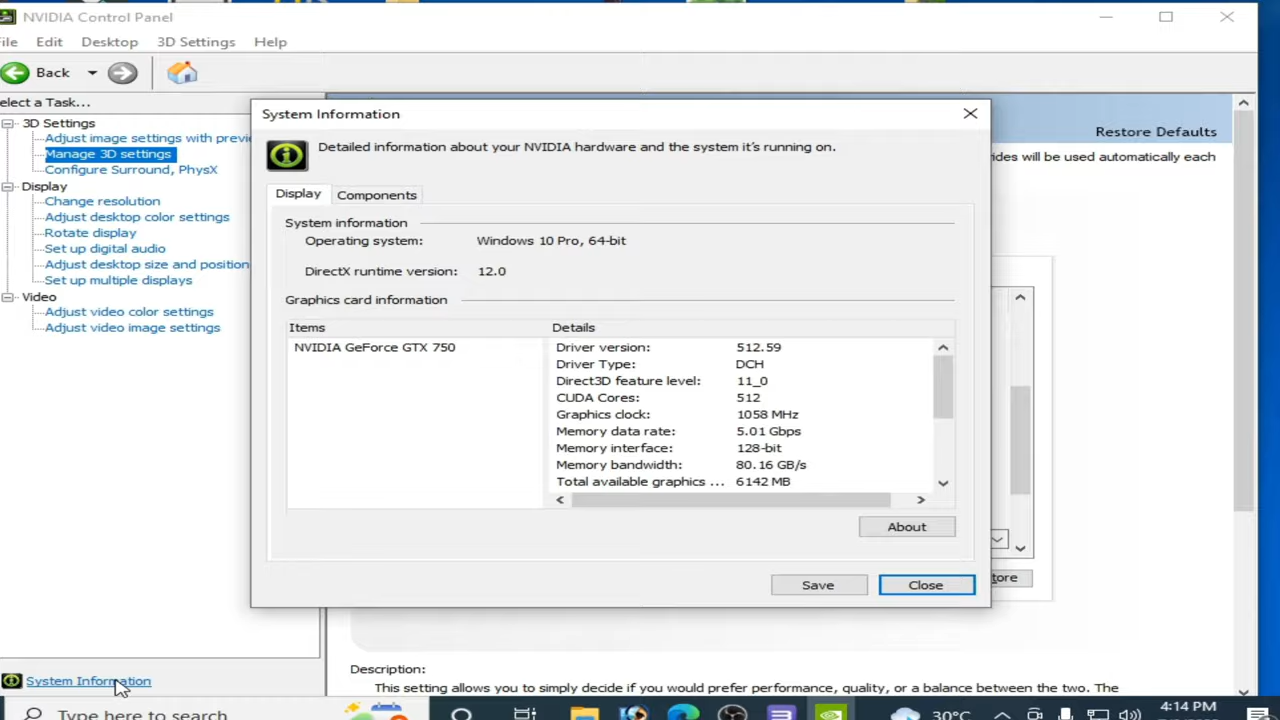 NVIDIA Control Panel
File Edit Desktop 3D Settings Help
Back
elect a Task...
3D Settings
Adjust image settings with previe
Manage 3D settings
Configure Surround, PhysX
Display
Change resolution
Adjust desktop color settings
Rotate display
Set up digital audio
Adjust desktop size and position
Set up multiple displays
Video
Adjust video color settings
Adjust video image settings
System Information
Restore Defaults
ides will be used automatically each
System Information
Detailed information about your NVIDIA hardware and the system it's running on.
Display Components
System information
Operating system: Windows 10 Pro, 64-bit
DirectX runtime version: 12.0
Graphics card information
Items Details
NVIDIA GeForce GTX 750
Driver version: 512.59
Driver Type: DCH
Direct3D feature level: 11_0
CUDA Cores: 512
Graphics clock: 1058 MHz
Memory data rate: 5.01 Gbps
Memory interface: 128-bit
Memory bandwidth: 80.16 GB/s
Total available graphics ... 6142 MB
About
Save Close
tore
Description:
This setting allows you to simply decide if you would prefer performance, quality, or a balance between the two. The
Type here to search
30°C
4:14 PM